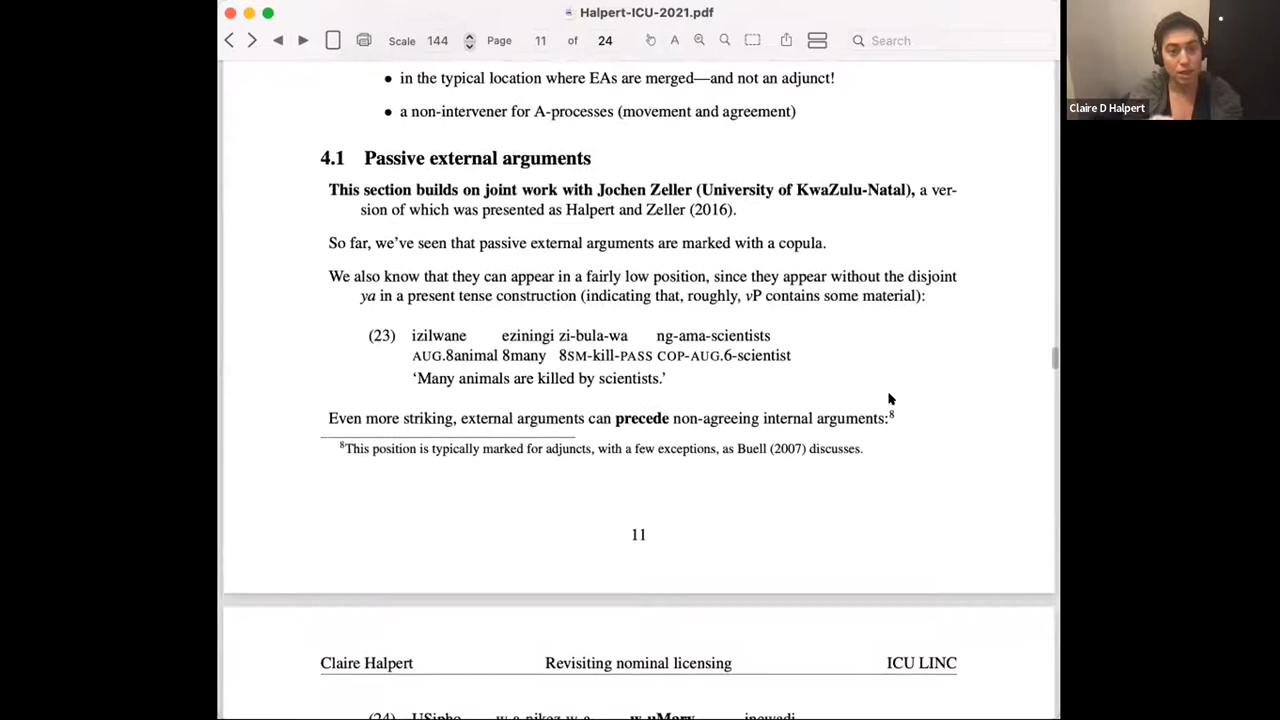 Halpert-ICU-2021.pdf
Scale 144 Page 11 of 24 Search
Claire D Halpert
• in the typical location where EAs are merged—and not an adjunct!
• a non-intervener for A-processes (movement and agreement)
4.1 Passive external arguments
This section builds on joint work with Jochen Zeller (University of KwaZulu-Natal), a ver-
sion of which was presented as Halpert and Zeller (2016).
So far, we've seen that passive external arguments are marked with a copula.
We also know that they can appear in a fairly low position, since they appear without the disjoint
ya in a present tense construction (indicating that, roughly, vP contains some material):
(23) izilwane eziningi zi-bula-wa ng-ama-scientists
AUG.8animal 8many 8SM-kill-PASS COP-AUG.6-scientist
'Many animals are killed by scientists.'
Even more striking, external arguments can precede non-agreeing internal arguments:⁸
⁸This position is typically marked for adjuncts, with a few exceptions, as Buell (2007) discusses.
11
Claire Halpert Revisiting nominal licensing ICU LINC
(24) USipho